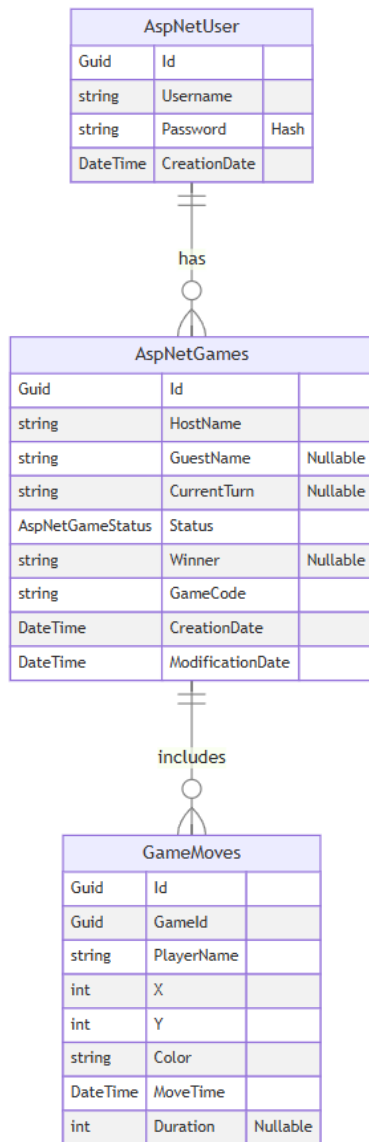 AspNetUser
Guid Id
string Username
string Password Hash
DateTime CreationDate
has
AspNetGames
Guid Id
string HostName
string GuestName Nullable
string CurrentTurn Nullable
AspNetGameStatus Status
string Winner Nullable
string GameCode
DateTime CreationDate
DateTime ModificationDate
includes
GameMoves
Guid Id
Guid GameId
string PlayerName
int X
int Y
string Color
DateTime MoveTime
int Duration Nullable